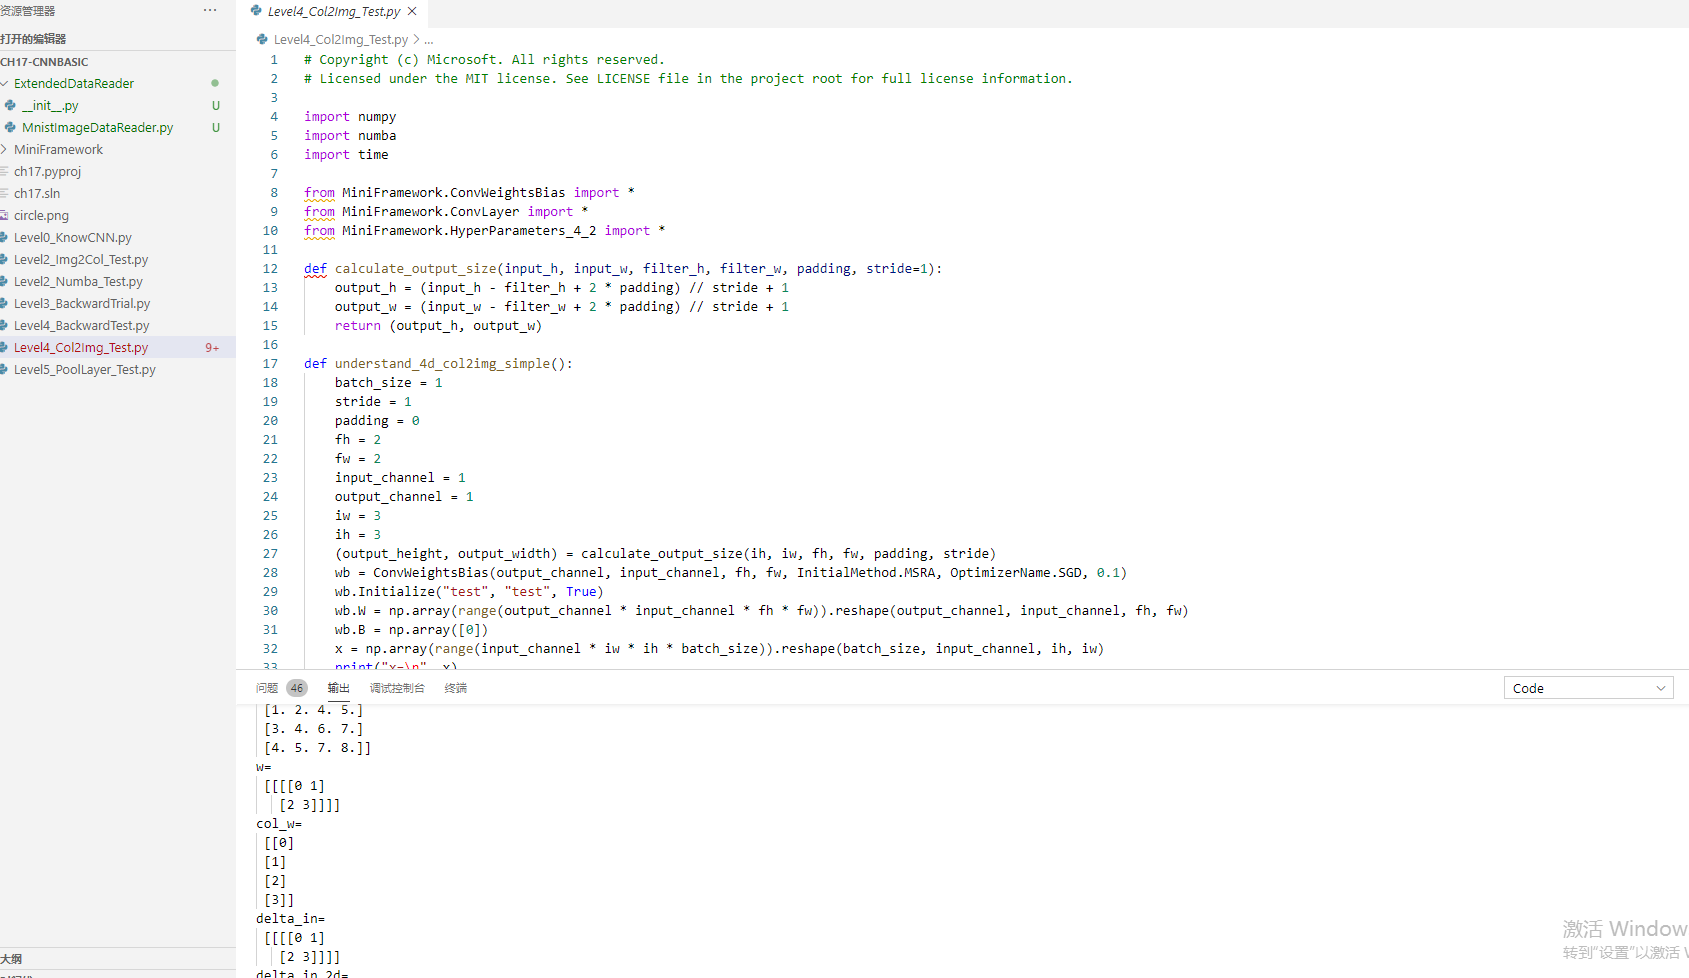 资源管理器
···
打开的编辑器
CH17-CNNBASIC
ExtendedDataReader
__init__.py U
MnistImageDataReader.py U
MiniFramework
ch17.pyproj
ch17.sln
circle.png
Level0_KnowCNN.py
Level2_Img2Col_Test.py
Level2_Numba_Test.py
Level3_BackwardTrial.py
Level4_BackwardTest.py
Level4_Col2Img_Test.py 9+
Level5_PoolLayer_Test.py
大纲
Level4_Col2Img_Test.py
Level4_Col2Img_Test.py > ...
1 # Copyright (c) Microsoft. All rights reserved.
2 # Licensed under the MIT license. See LICENSE file in the project root for full license information.
3
4 import numpy
5 import numba
6 import time
7
8 from MiniFramework.ConvWeightsBias import *
9 from MiniFramework.ConvLayer import *
10 from MiniFramework.HyperParameters_4_2 import *
11
12 def calculate_output_size(input_h, input_w, filter_h, filter_w, padding, stride=1):
13 output_h = (input_h - filter_h + 2 * padding) // stride + 1
14 output_w = (input_w - filter_w + 2 * padding) // stride + 1
15 return (output_h, output_w)
16
17 def understand_4d_col2img_simple():
18 batch_size = 1
19 stride = 1
20 padding = 0
21 fh = 2
22 fw = 2
23 input_channel = 1
24 output_channel = 1
25 iw = 3
26 ih = 3
27 (output_height, output_width) = calculate_output_size(ih, iw, fh, fw, padding, stride)
28 wb = ConvWeightsBias(output_channel, input_channel, fh, fw, InitialMethod.MSRA, OptimizerName.SGD, 0.1)
29 wb.Initialize("test", "test", True)
30 wb.W = np.array(range(output_channel * input_channel * fh * fw)).reshape(output_channel, input_channel, fh, fw)
31 wb.B = np.array([0])
32 x = np.array(range(input_channel * iw * ih * batch_size)).reshape(batch_size, input_channel, ih, iw)
33 print("x=\n", x)
问题 46 输出 调试控制台 终端 Code
[1. 2. 4. 5.]
[3. 4. 6. 7.]
[4. 5. 7. 8.]]
w=
[[[[0 1]
[2 3]]]]
col_w=
[[0]
[1]
[2]
[3]]
delta_in=
[[[[0 1]
[2 3]]]]
delta_in_2d=
激活 Window
转到"设置"以激活 W